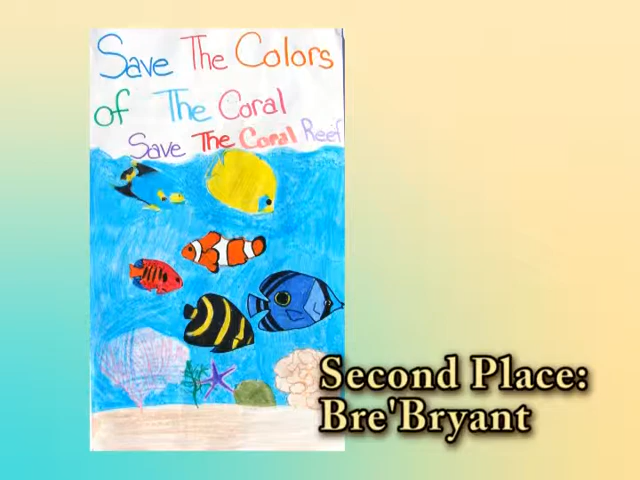 Save The Colors
of The Coral
Save The Coral Reef
Second Place:
Bre'Bryant